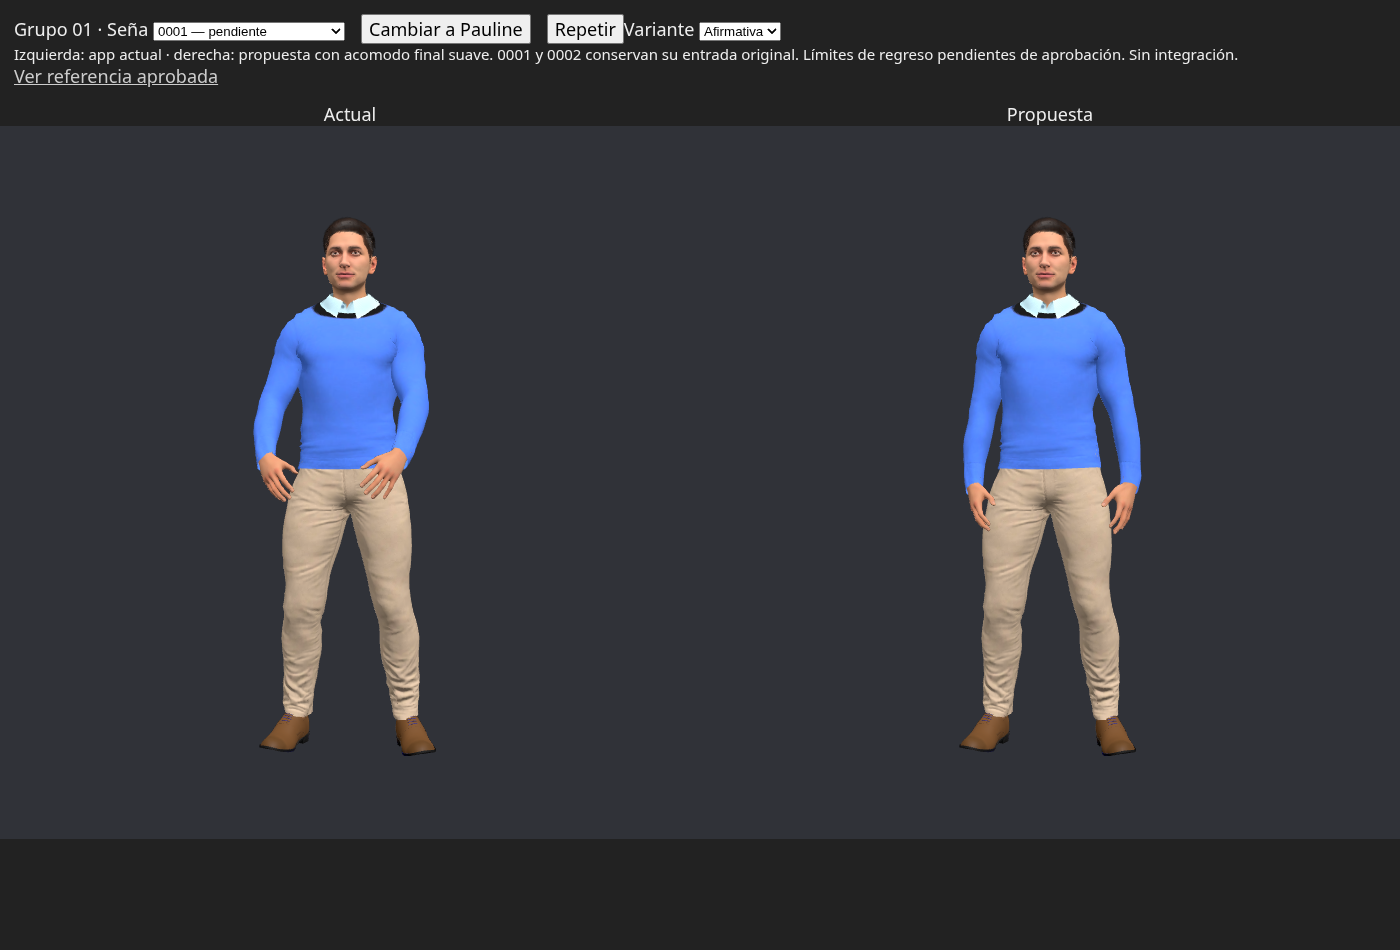 Grupo 01 · Seña 0001 — pendiente Cambiar a Pauline Repetir Variante Afirmativa
Izquierda: app actual · derecha: propuesta con acomodo final suave. 0001 y 0002 conservan su entrada original. Límites de regreso pendientes de aprobación. Sin integración.
Ver referencia aprobada
Actual Propuesta